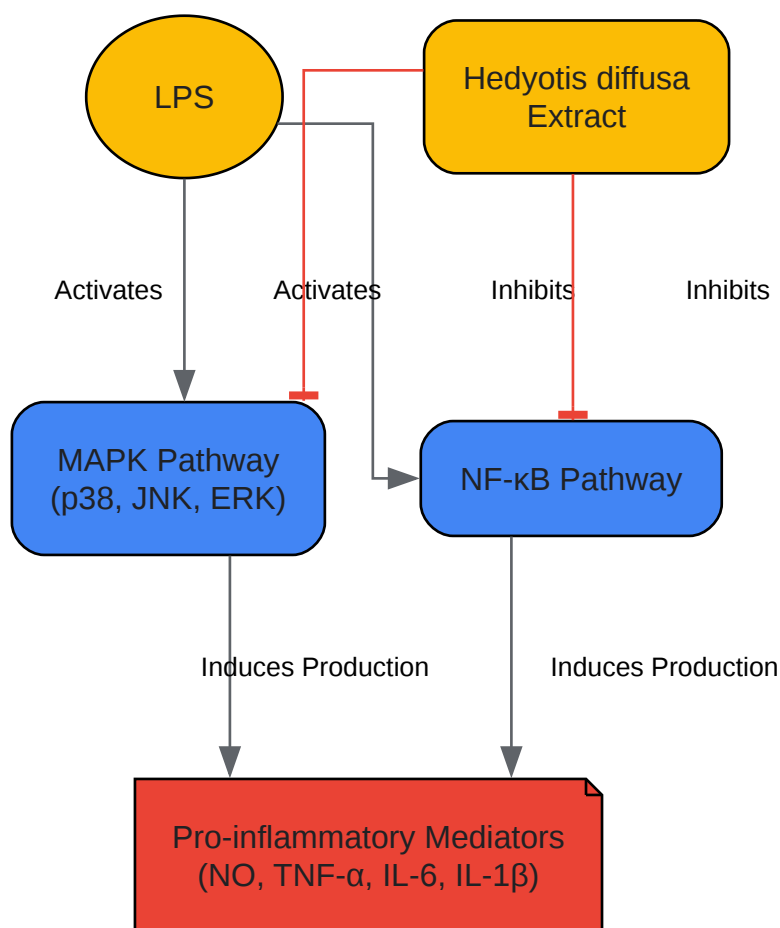 LPS
Hedyotis diffusa
Extract
Activates
Activates
Inhibits
Inhibits
MAPK Pathway
(p38, JNK, ERK)
NF-κB Pathway
Induces Production
Induces Production
Pro-inflammatory Mediators
(NO, TNF-α, IL-6, IL-1β)